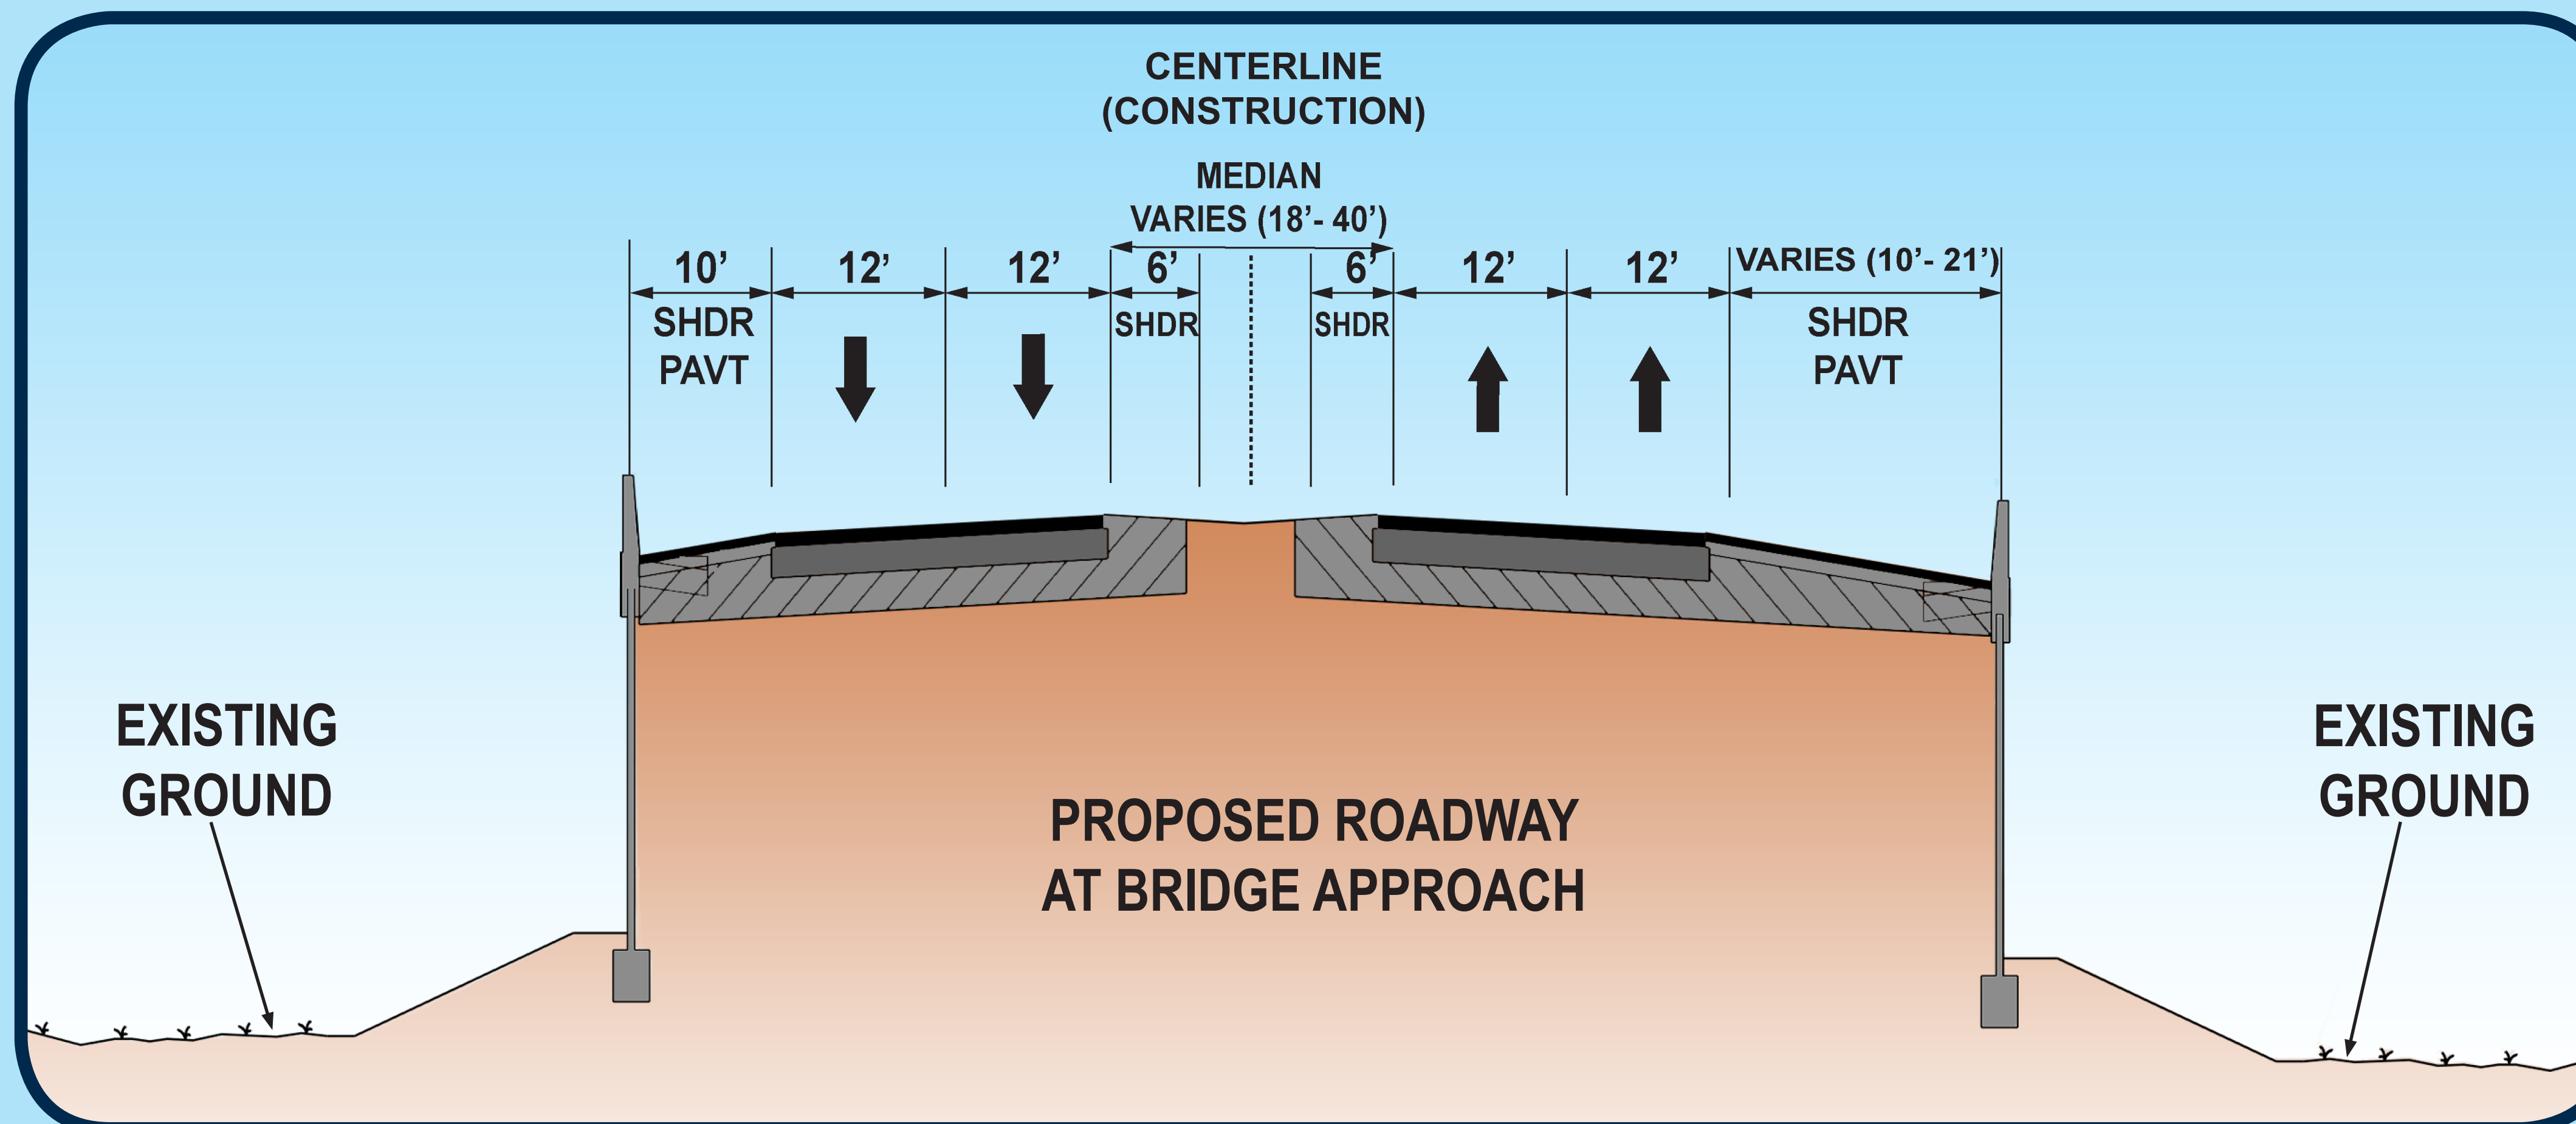 CENTERLINE
(CONSTRUCTION)
MEDIAN
VARIES (18’- 40’)
10’ 12’ 12’ 6’ 6’ 12’ 12’ VARIES (10’- 21’)
SHDR SHDR SHDR SHDR
PAVT PAVT
EXISTING
GROUND
EXISTING
GROUND
PROPOSED ROADWAY
AT BRIDGE APPROACH